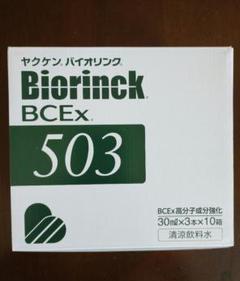 ヤクケン バイオリンク®
Biorinck®
BCEx®
503
BCEx高分子成分強化
30㎖×3本×10箱
清涼飲料水